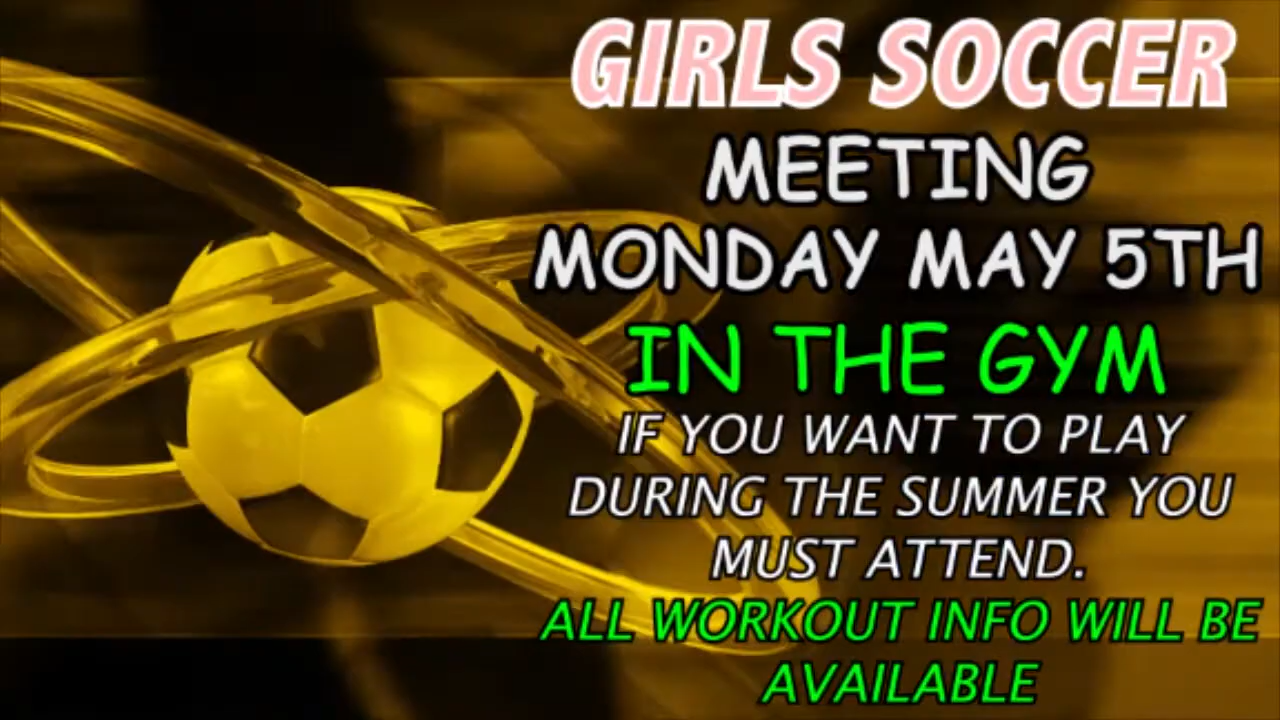 GIRLS SOCCER
MEETING
MONDAY MAY 5TH
IN THE GYM
IF YOU WANT TO PLAY
DURING THE SUMMER YOU
MUST ATTEND.
ALL WORKOUT INFO WILL BE
AVAILABLE